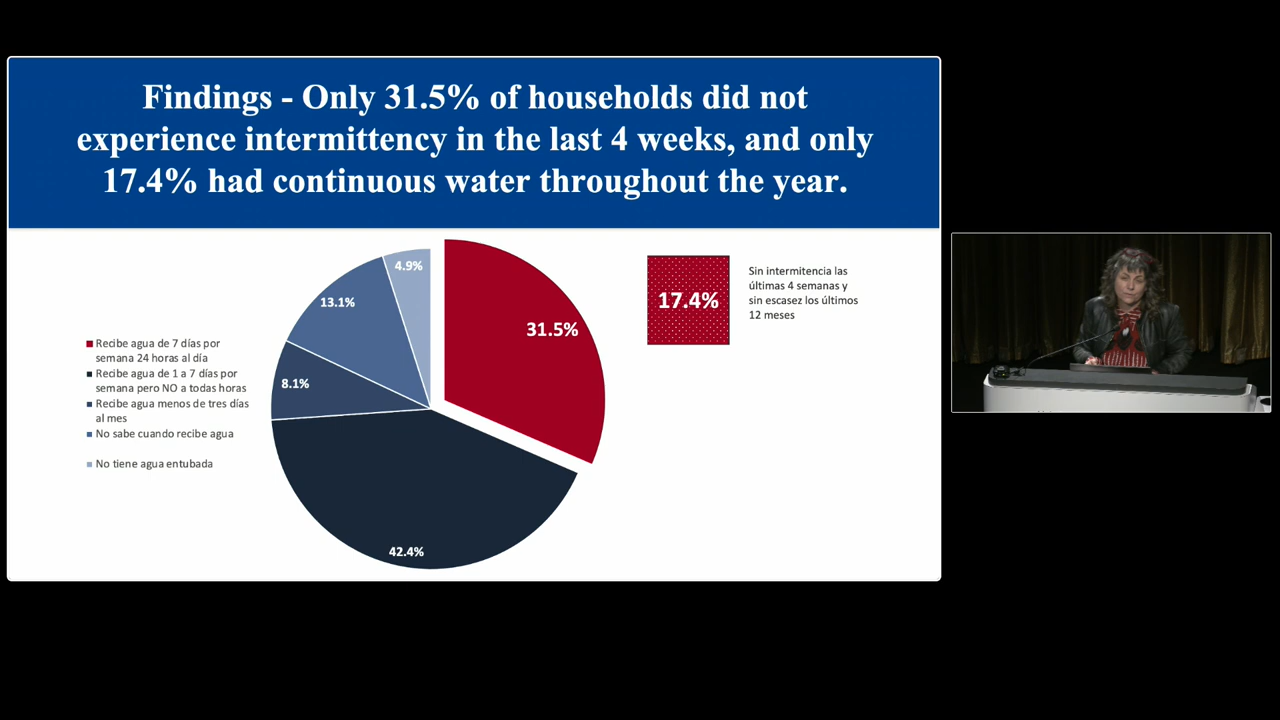 Findings - Only 31.5% of households did not
experience intermittency in the last 4 weeks, and only
17.4% had continuous water throughout the year.
4.9%
13.1%
31.5%
8.1%
42.4%
Recibe agua de 7 días por
semana 24 horas al día
Recibe agua de 1 a 7 días por
semana pero NO a todas horas
Recibe agua menos de tres días
al mes
No sabe cuando recibe agua
No tiene agua entubada
17.4%
Sin intermitencia las
últimas 4 semanas y
sin escasez los últimos
12 meses